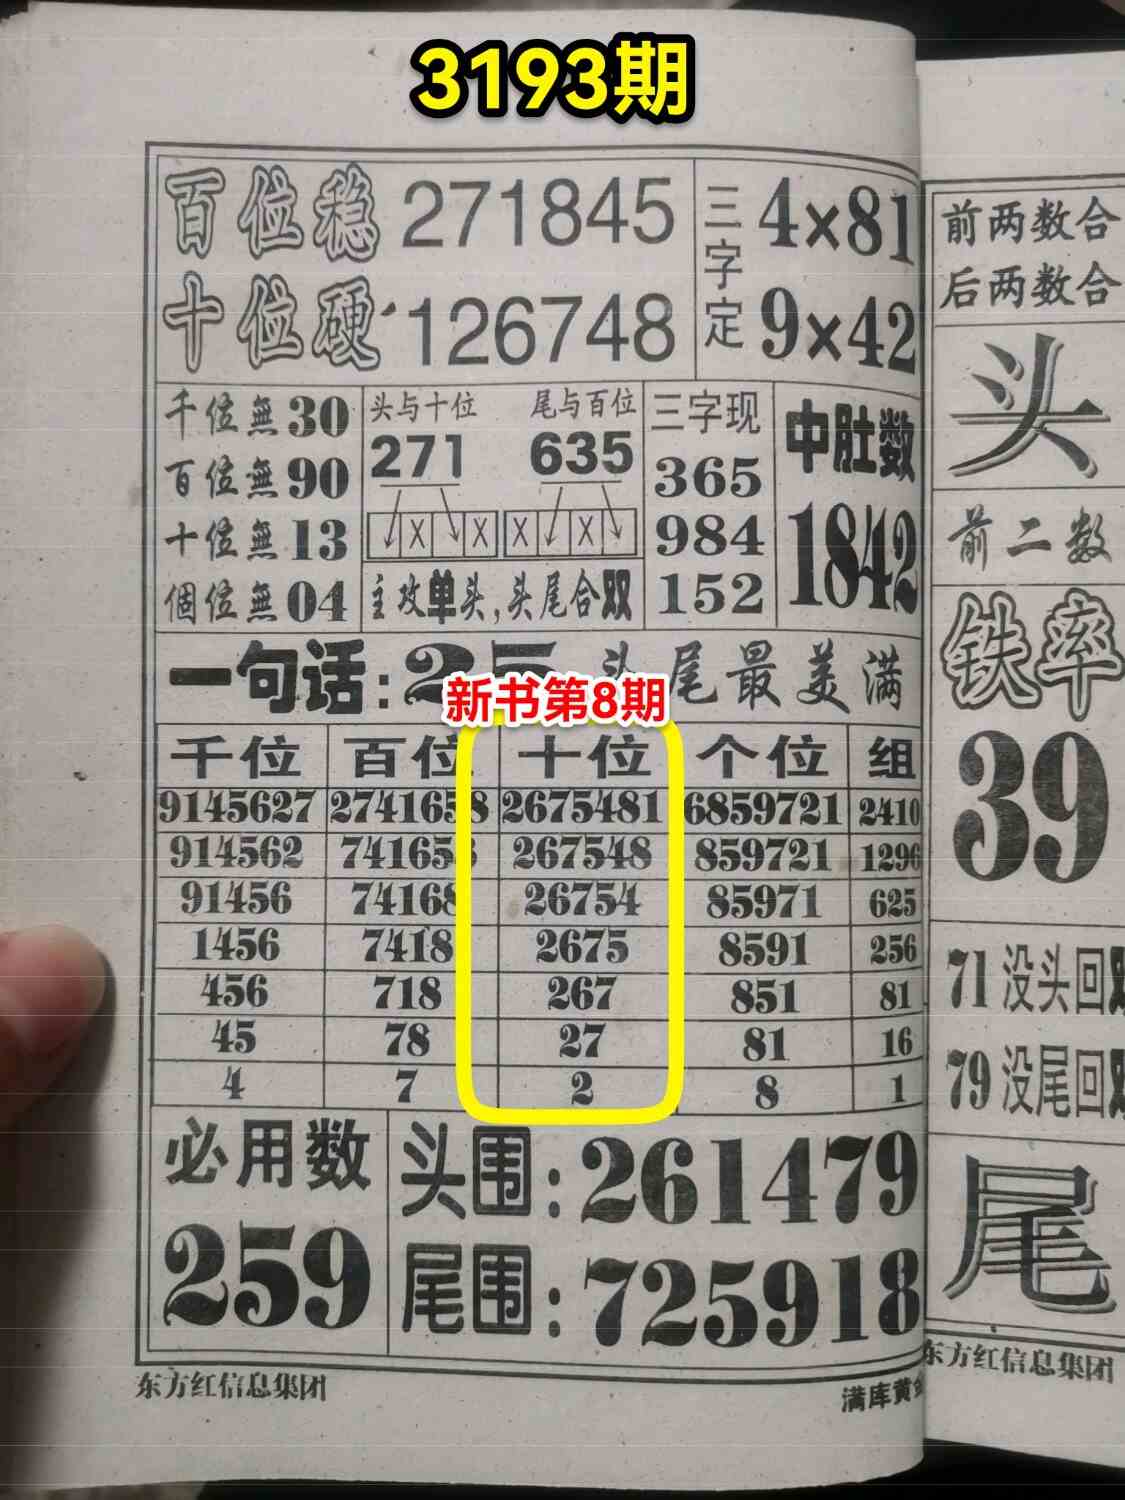 3193期
百位稳 271845
十位硬 126748
三字定
4×81
9×42
千位無30
百位無90
十位無13
個位無04
头与十位 尾与百位
271 635
X X X X
主攻单头,头尾合双
三字现
365
984
152
中肚数
1842
一句话:25 头尾最美满
新书第8期
千位 百位 十位 个位 组
9145627 2741658 2675481 6859721 2410
914562 741658 267548 859721 1296
91456 74168 26754 85971 625
1456 7418 2675 8591 256
456 718 267 851 81
45 78 27 81 16
4 7 2 8 1
必用数
259
头围:261479
尾围:725918
东方红信息集团
满库黄金
前两数合
后两数合
头
前二数
铁率
39
71没头回
79没尾回
尾
东方红信息集团